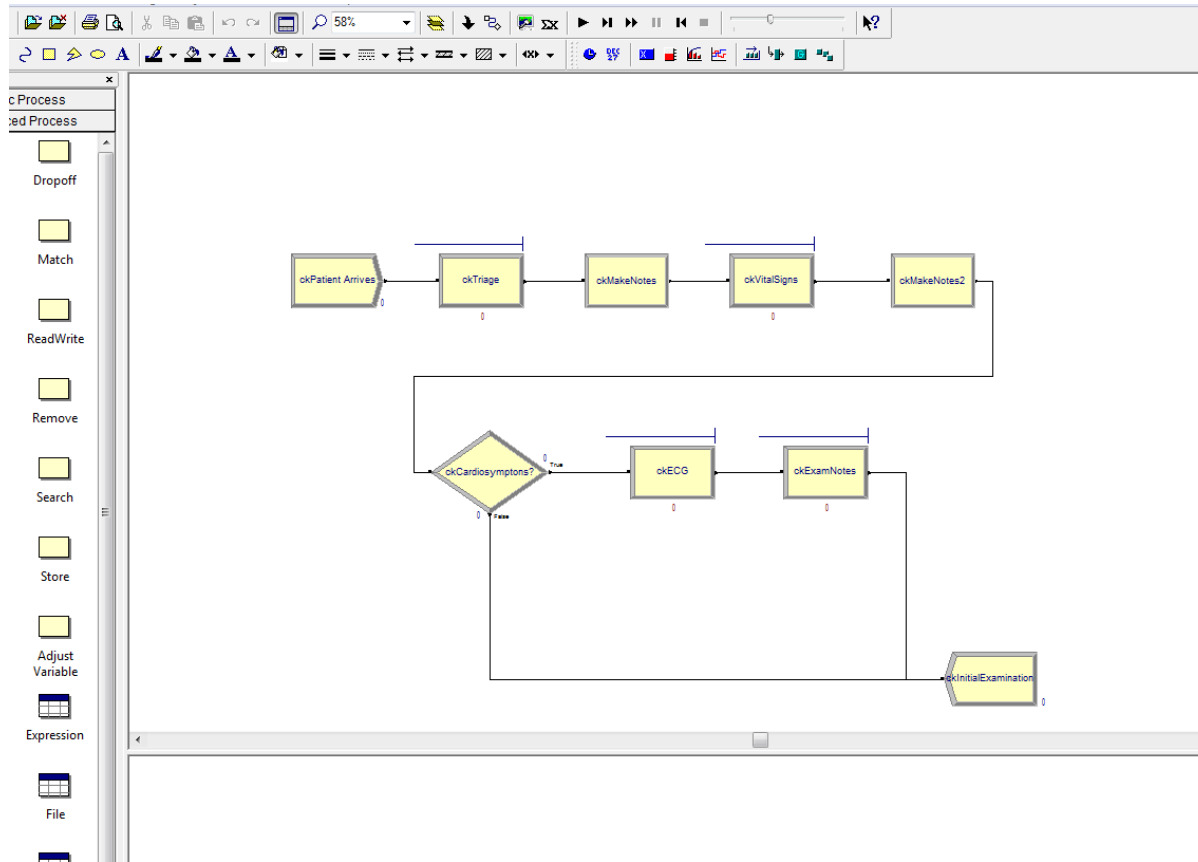 58%
A
A
c Process
ced Process
Dropoff
Match
ReadWrite
Remove
Search
Store
Adjust
Variable
Expression
File
ckPatient Arrives
0
ckTriage
0
ckMakeNotes
ckVitalSigns
0
ckMakeNotes2
ckCardiosymptons?
0
True
0
False
ckECG
0
ckExamNotes
0
ckInitialExamination
0